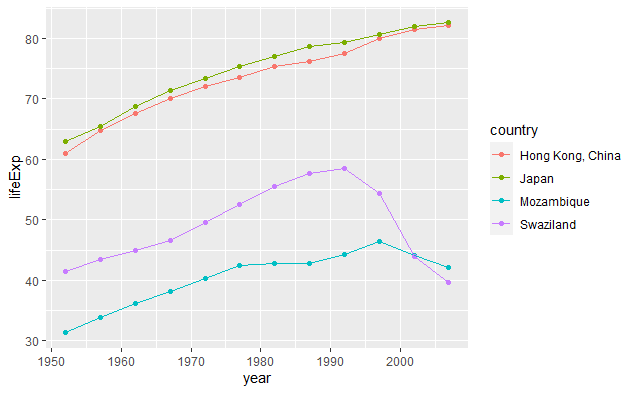 80
70
60
50
40
30
lifeExp
1950 1960 1970 1980 1990 2000
year
country
Hong Kong, China
Japan
Mozambique
Swaziland